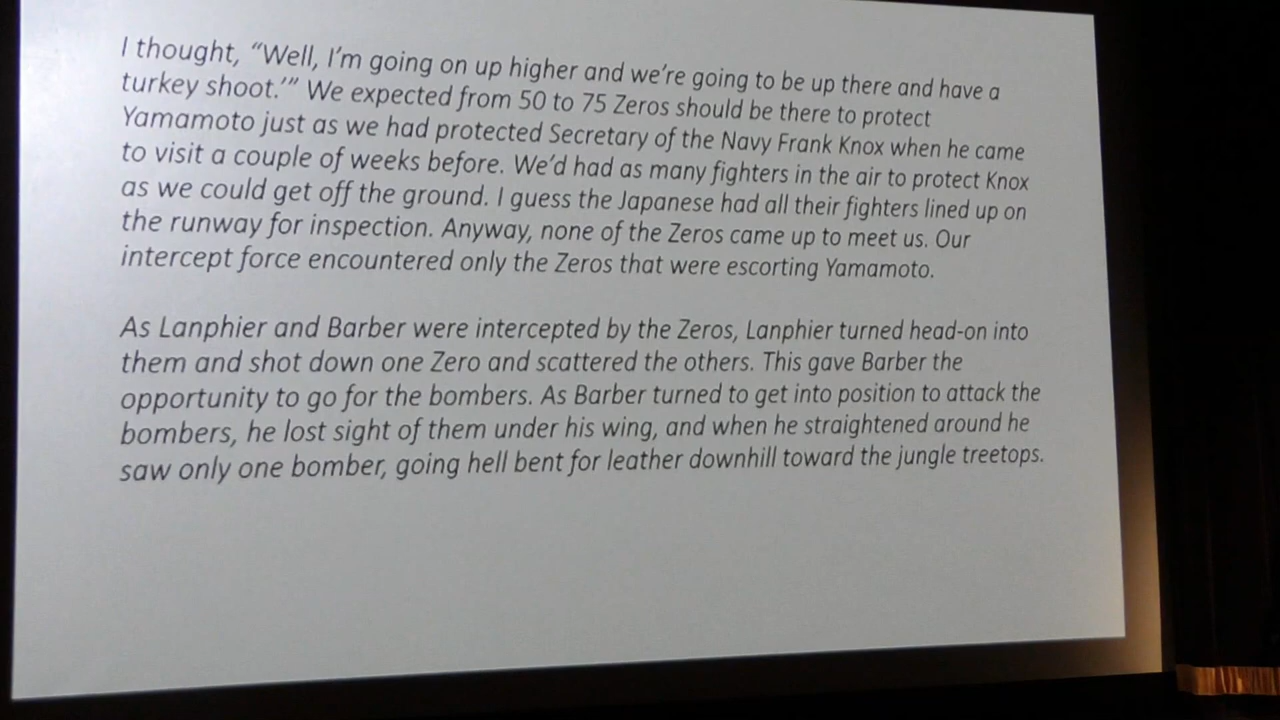 I thought, “Well, I’m going on up higher and we’re going to be up there and have a
turkey shoot.’” We expected from 50 to 75 Zeros should be there to protect
Yamamoto just as we had protected Secretary of the Navy Frank Knox when he came
to visit a couple of weeks before. We’d had as many fighters in the air to protect Knox
as we could get off the ground. I guess the Japanese had all their fighters lined up on
the runway for inspection. Anyway, none of the Zeros came up to meet us. Our
intercept force encountered only the Zeros that were escorting Yamamoto.
As Lanphier and Barber were intercepted by the Zeros, Lanphier turned head-on into
them and shot down one Zero and scattered the others. This gave Barber the
opportunity to go for the bombers. As Barber turned to get into position to attack the
bombers, he lost sight of them under his wing, and when he straightened around he
saw only one bomber, going hell bent for leather downhill toward the jungle treetops.